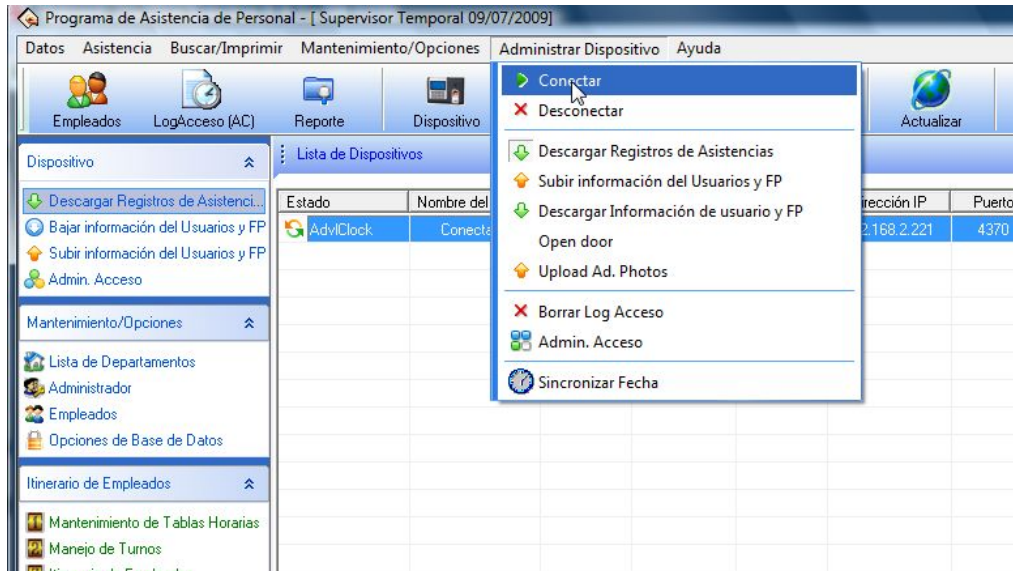 Programa de Asistencia de Personal - [ Supervisor Temporal 09/07/2009]
Datos Asistencia Buscar/Imprimir Mantenimiento/Opciones Administrar Dispositivo Ayuda
Empleados LogAcceso (AC) Reporte Dispositivo Actualizar
Conectar
Desconectar
Descargar Registros de Asistencias
Subir información del Usuarios y FP
Descargar Información de usuario y FP
Open door
Upload Ad. Photos
Borrar Log Acceso
Admin. Acceso
Sincronizar Fecha
Dispositivo
Descargar Registros de Asistenci...
Bajar información del Usuarios y FP
Subir información del Usuarios y FP
Admin. Acceso
Mantenimiento/Opciones
Lista de Departamentos
Administrador
Empleados
Opciones de Base de Datos
Itinerario de Empleados
Mantenimiento de Tablas Horarias
Manejo de Turnos
Lista de Dispositivos
Estado Nombre del irección IP Puerto
AdvlClock Conecta 2.168.2.221 4370